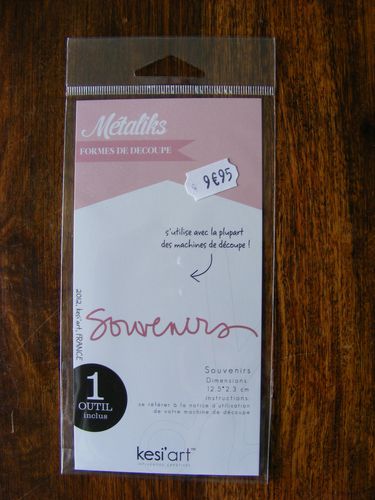 Métaliks
FORMES DE DECOUPE
9€95
s'utilise avec la plupart
des machines de découpe !
2012, kesi'art, FRANCE
Souvenirs
1
OUTIL
inclus
Souvenirs
Dimensions:
12.5*2.3 cm
Instructions:
se référer à la notice d'utilisation
de votre machine de découpe
kesi'art™